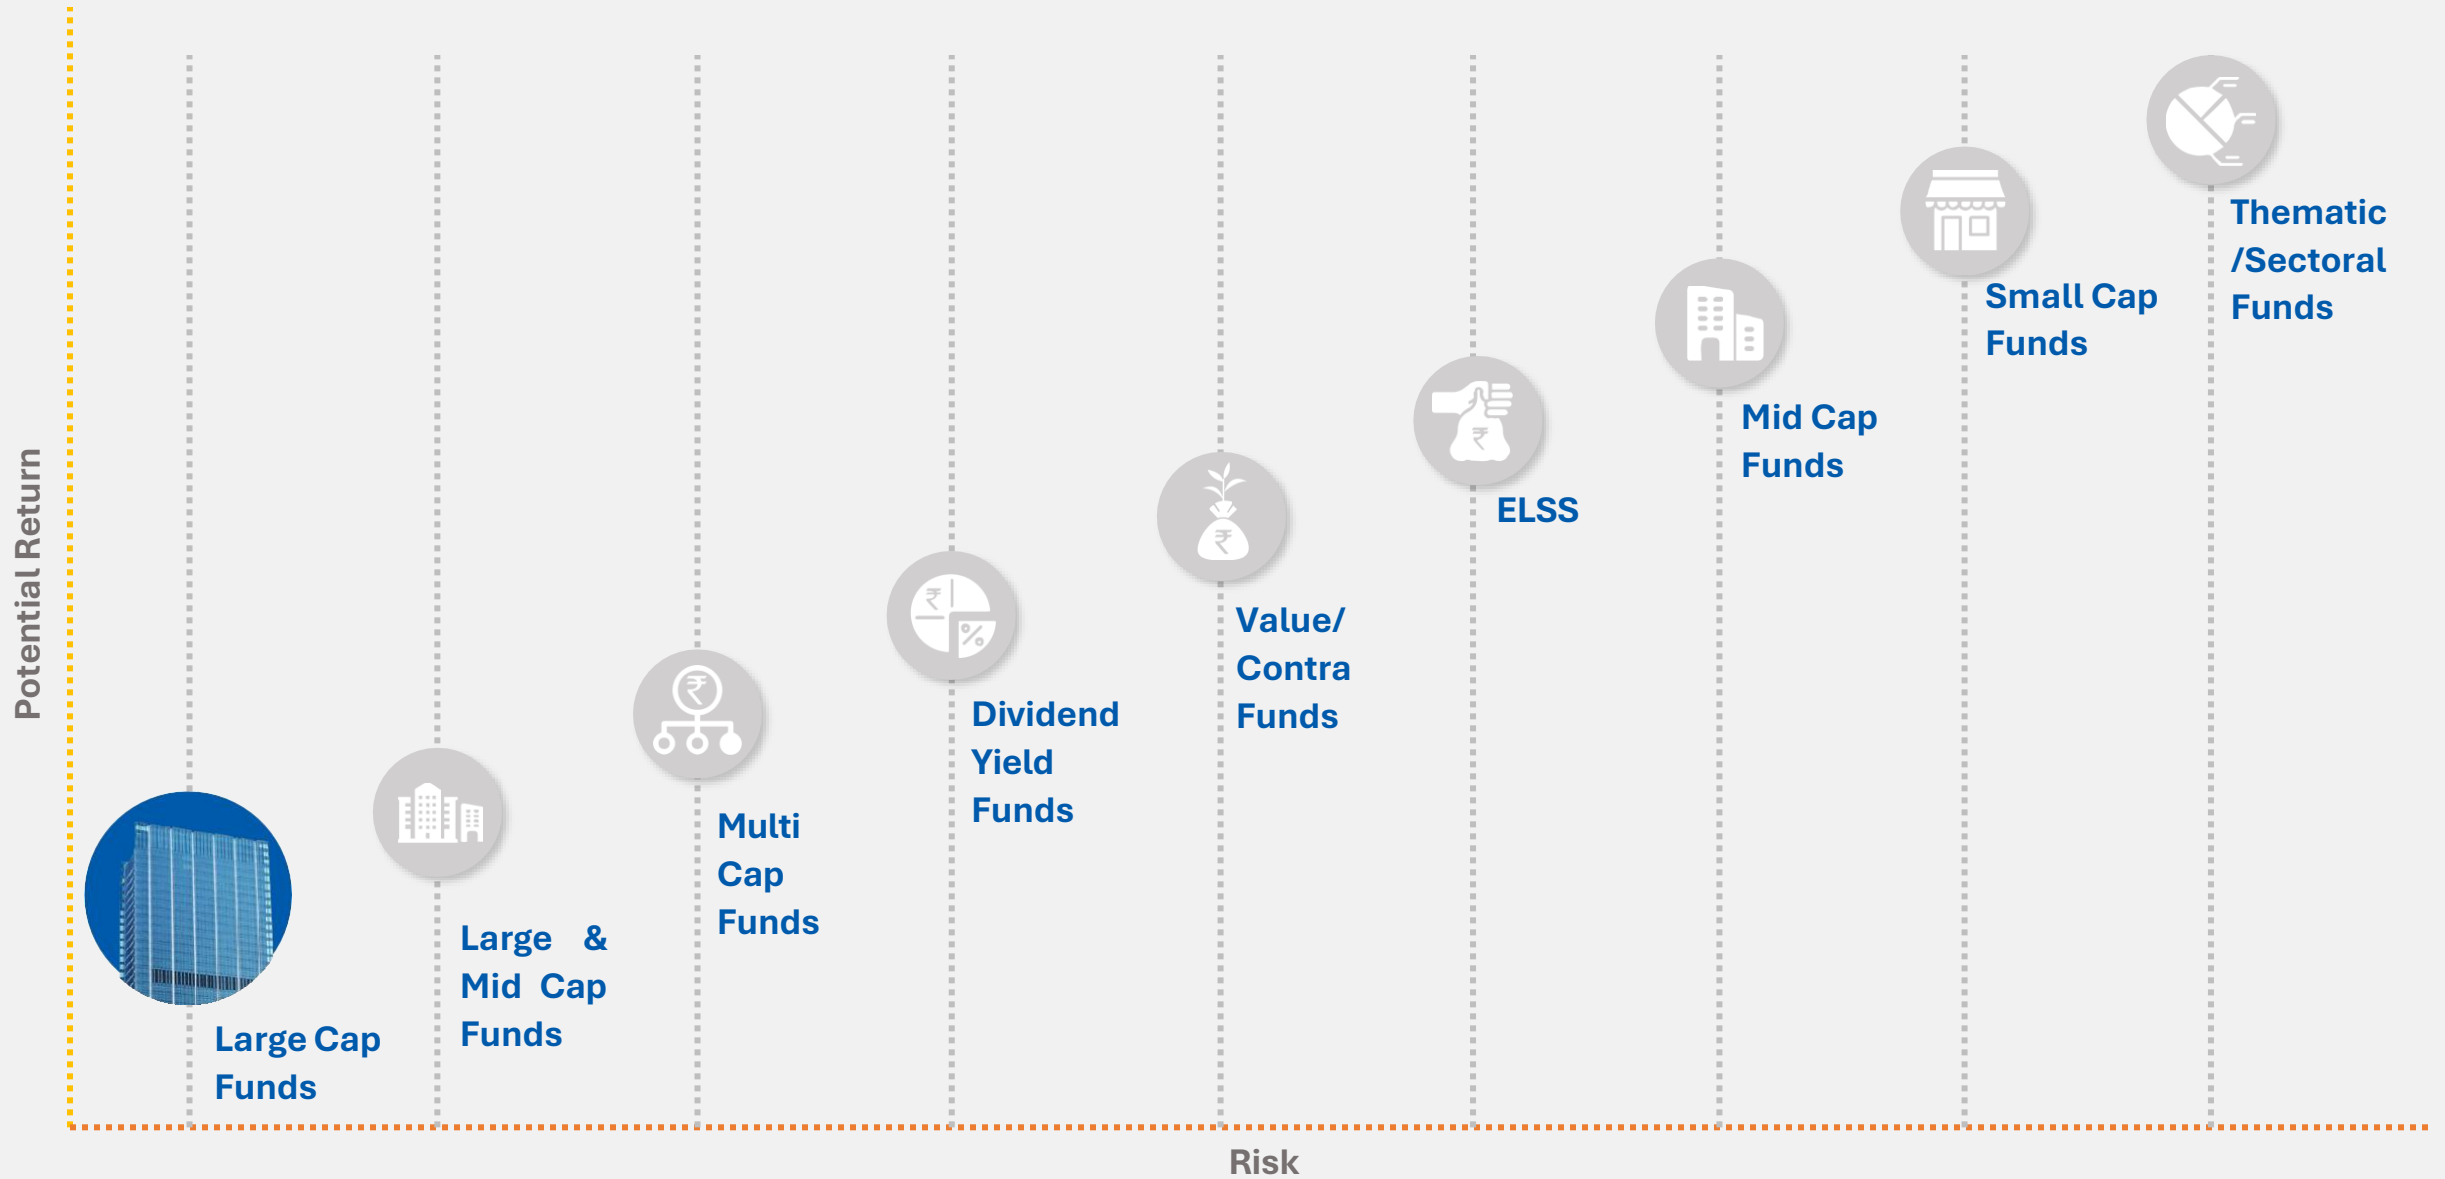 Potential Return
Large Cap
Funds
Large & 
Mid Cap
Funds
Multi
Cap
Funds
₹
Dividend
Yield
Funds
₹
%
Value/
Contra
Funds
₹
ELSS
₹
Mid Cap
Funds
Small Cap
Funds
Thematic
/Sectoral
Funds
Risk